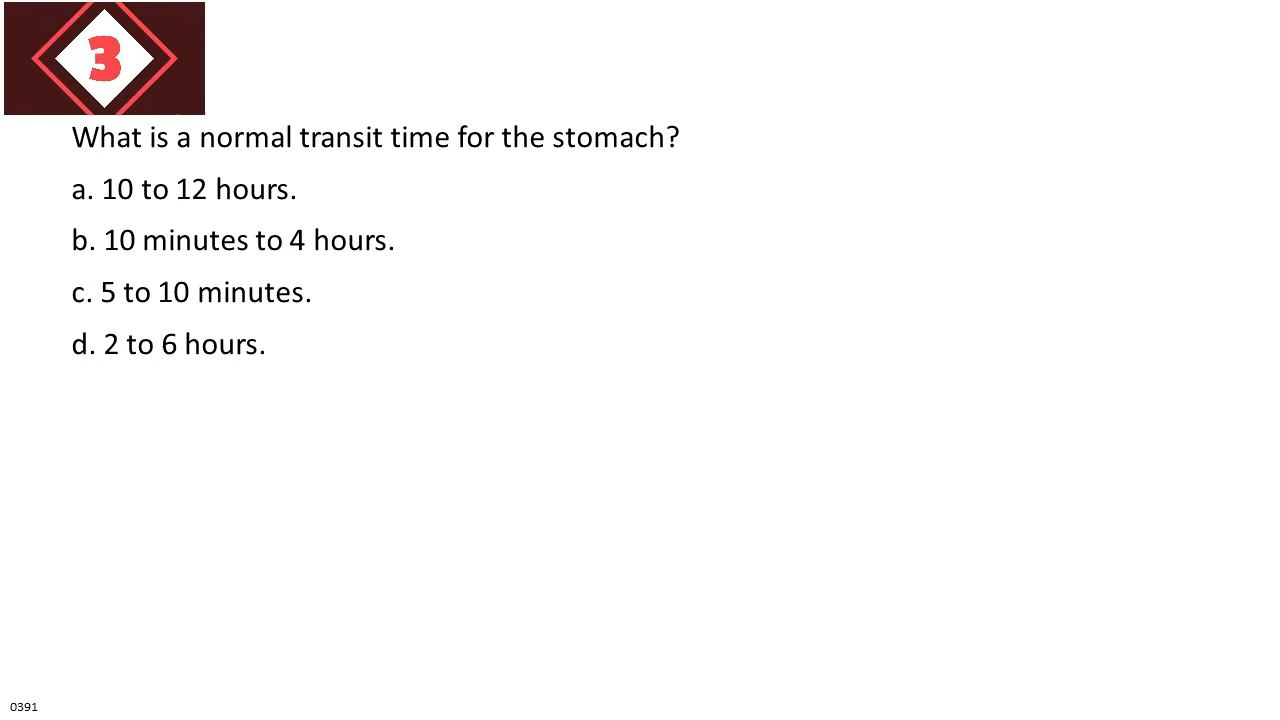 3
What is a normal transit time for the stomach?
a. 10 to 12 hours.
b. 10 minutes to 4 hours.
c. 5 to 10 minutes.
d. 2 to 6 hours.
0391